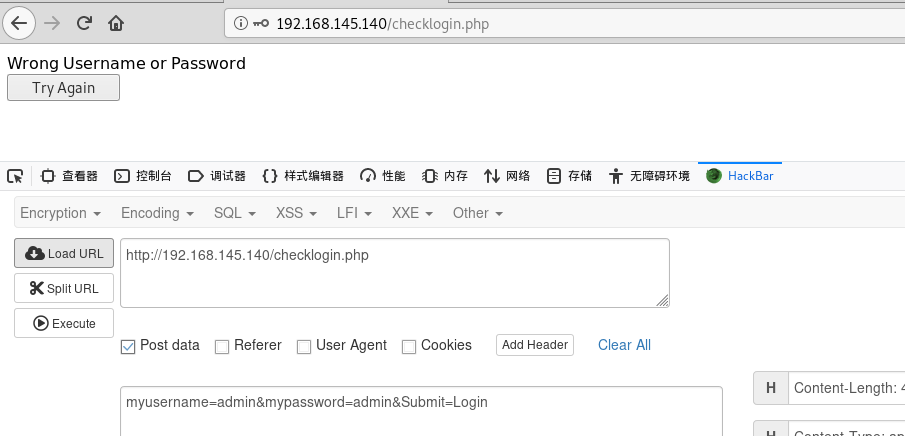 192.168.145.140/checklogin.php
Wrong Username or Password
Try Again
查看器 控制台 调试器 样式编辑器 性能 内存 网络 存储 无障碍环境 HackBar
Encryption Encoding SQL XSS LFI XXE Other
Load URL
http://192.168.145.140/checklogin.php
Split URL
Execute
Post data Referer User Agent Cookies Add Header Clear All
H Content-Length: 4
myusername=admin&mypassword=admin&Submit=Login